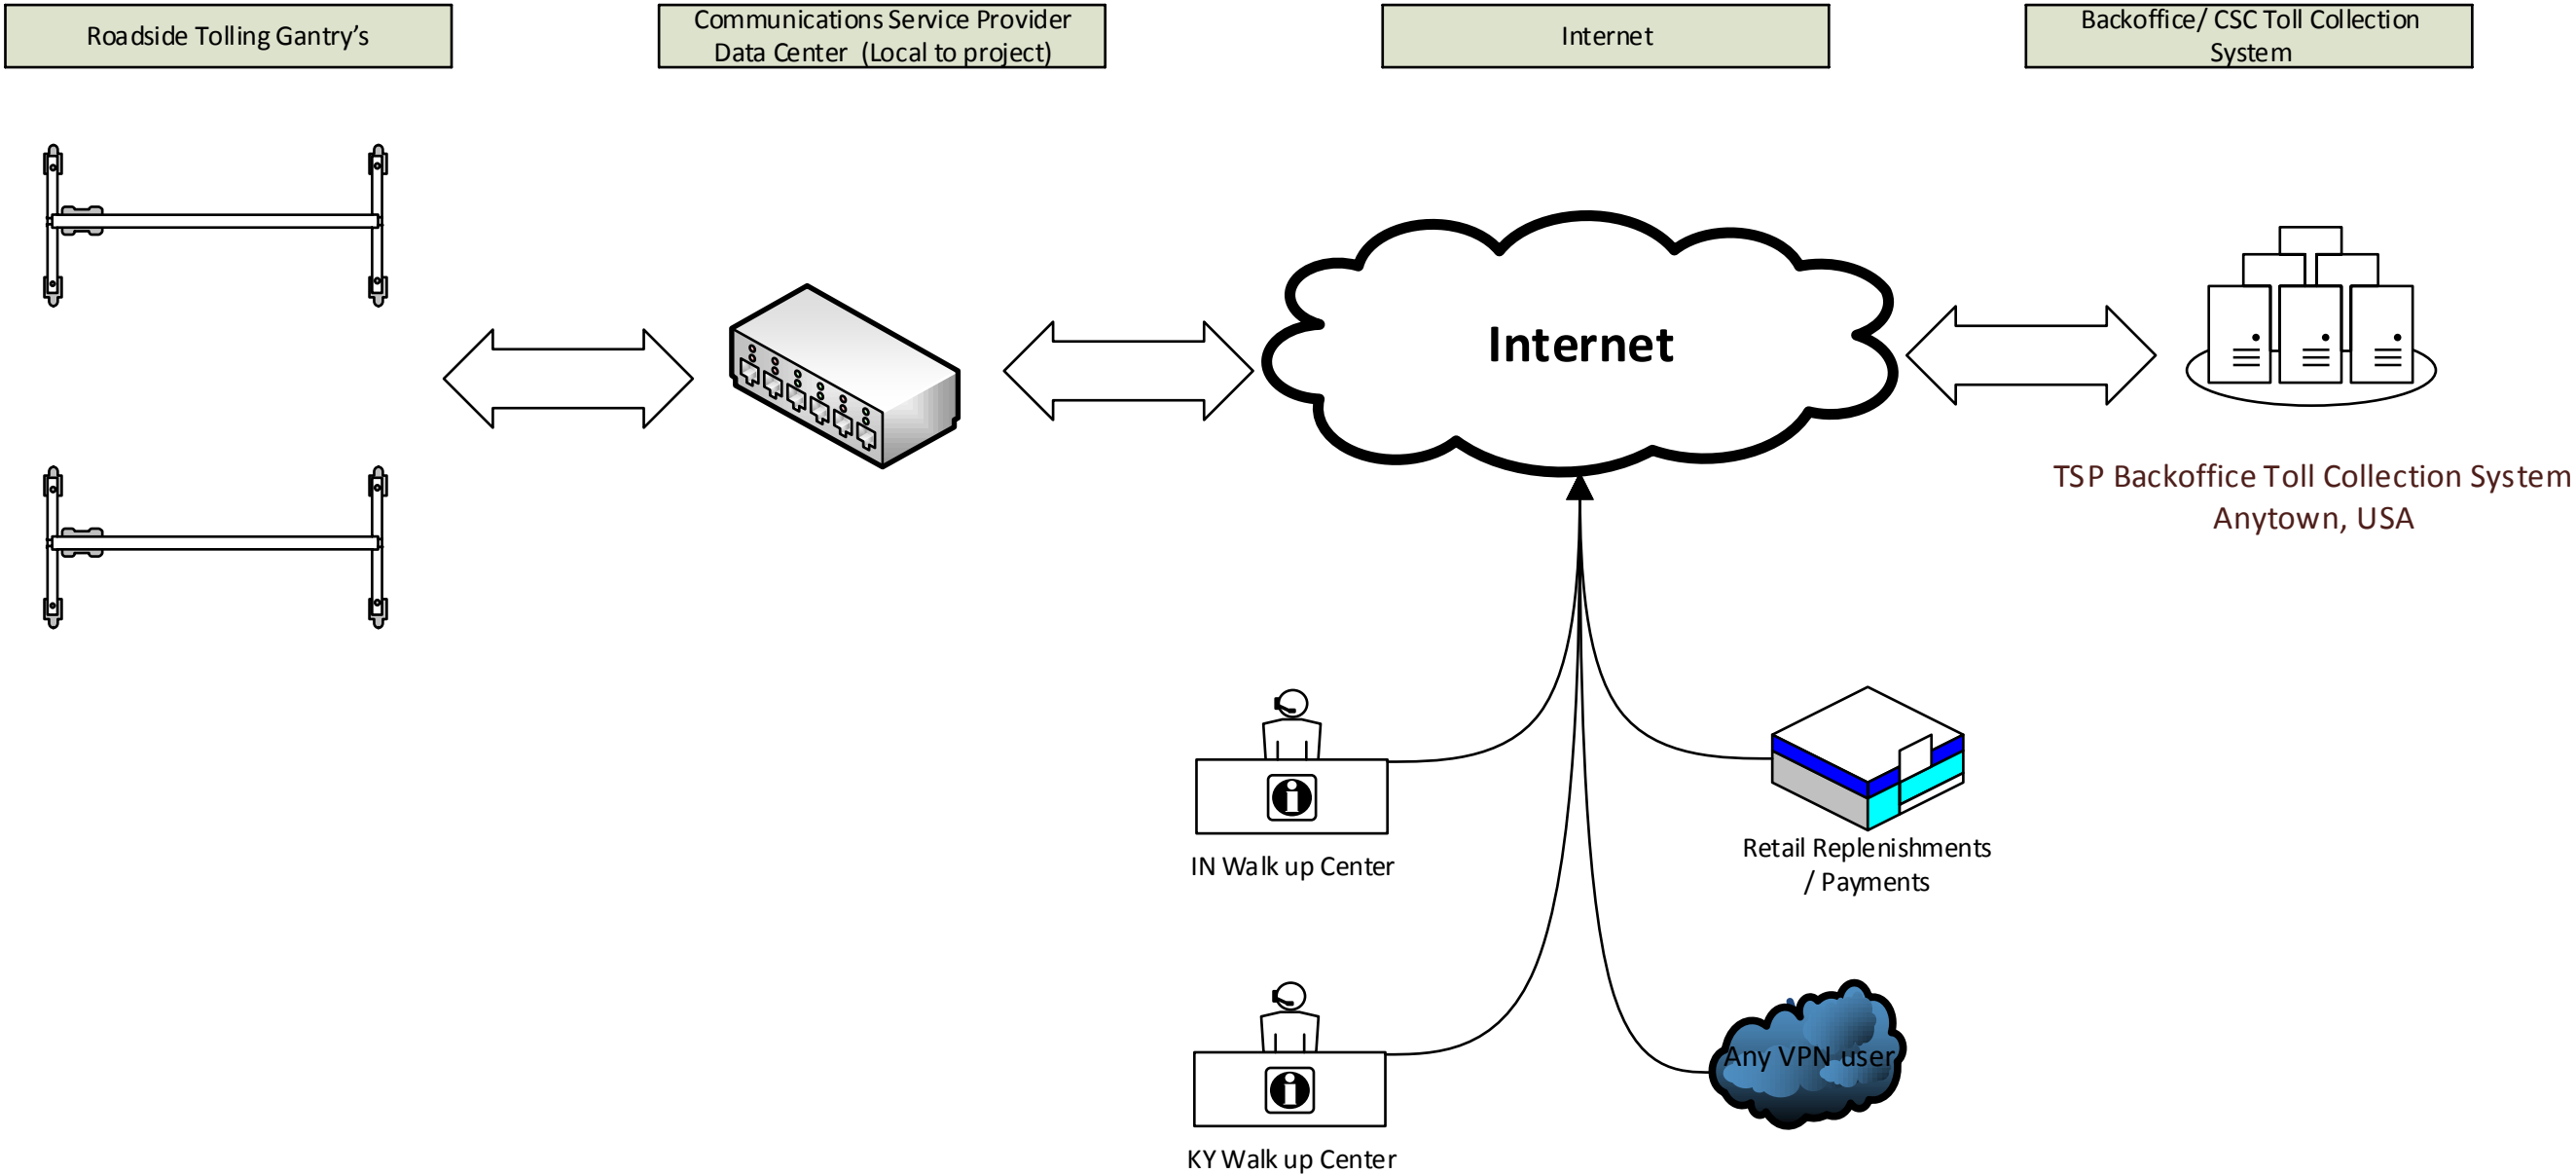 Roadside Tolling Gantry's
Communications Service Provider
Data Center (Local to project)
Internet
Backoffice/ CSC Toll Collection
System
Internet
TSP Backoffice Toll Collection System
Anytown, USA
IN Walk up Center
Retail Replenishments
/ Payments
Any VPN user
KY Walk up Center